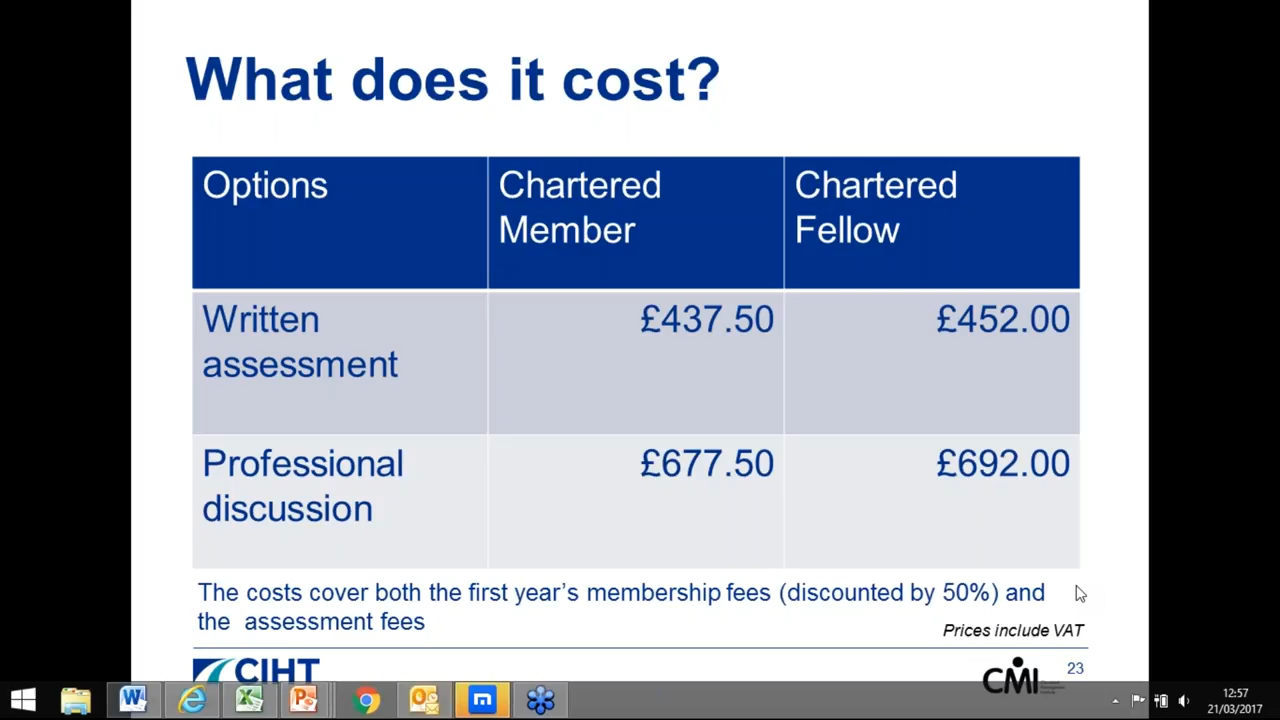 What does it cost?
Options
Chartered
Member
Chartered
Fellow
Written
assessment
£437.50
£452.00
Professional
discussion
£677.50
£692.00
The costs cover both the first year’s membership fees (discounted by 50%) and
the assessment fees
Prices include VAT
CIHT
CMI
23
12:57
21/03/2017